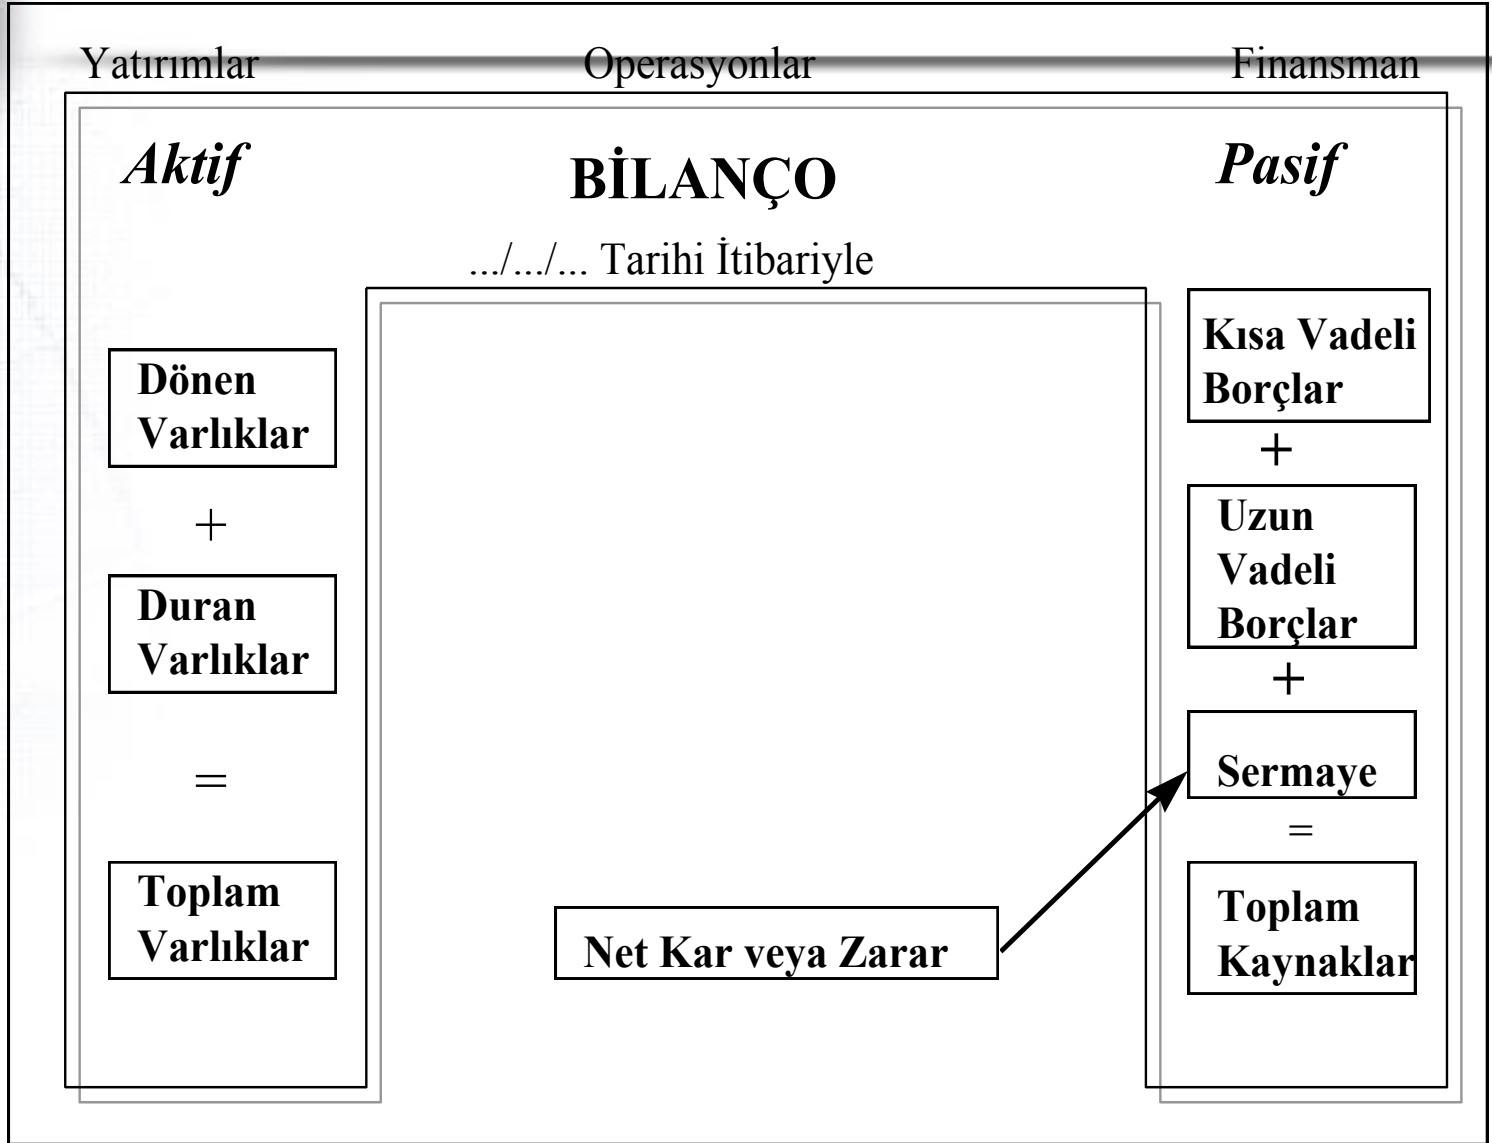 Yatırımlar Operasyonlar Finansman
Aktif BİLANÇO Pasif
.../.../... Tarihi İtibariyle
Dönen
Varlıklar
+
Duran
Varlıklar
=
Toplam
Varlıklar
Net Kar veya Zarar
Kısa Vadeli
Borçlar
+
Uzun
Vadeli
Borçlar
+
Sermaye
=
Toplam
Kaynaklar